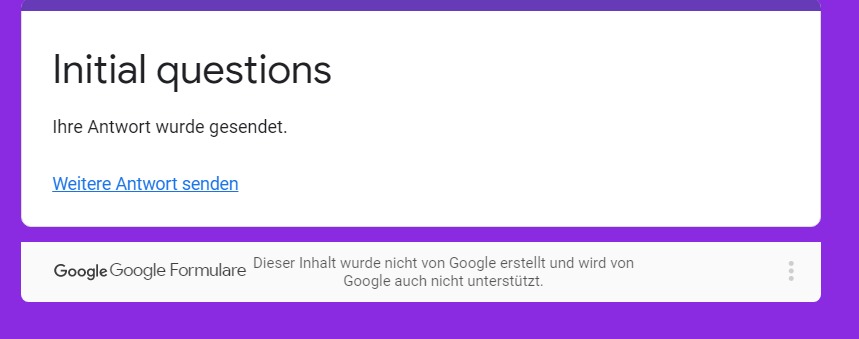 Initial questions
Ihre Antwort wurde gesendet.
Weitere Antwort senden
Google Google Formulare Dieser Inhalt wurde nicht von Google erstellt und wird von
Google auch nicht unterstützt.